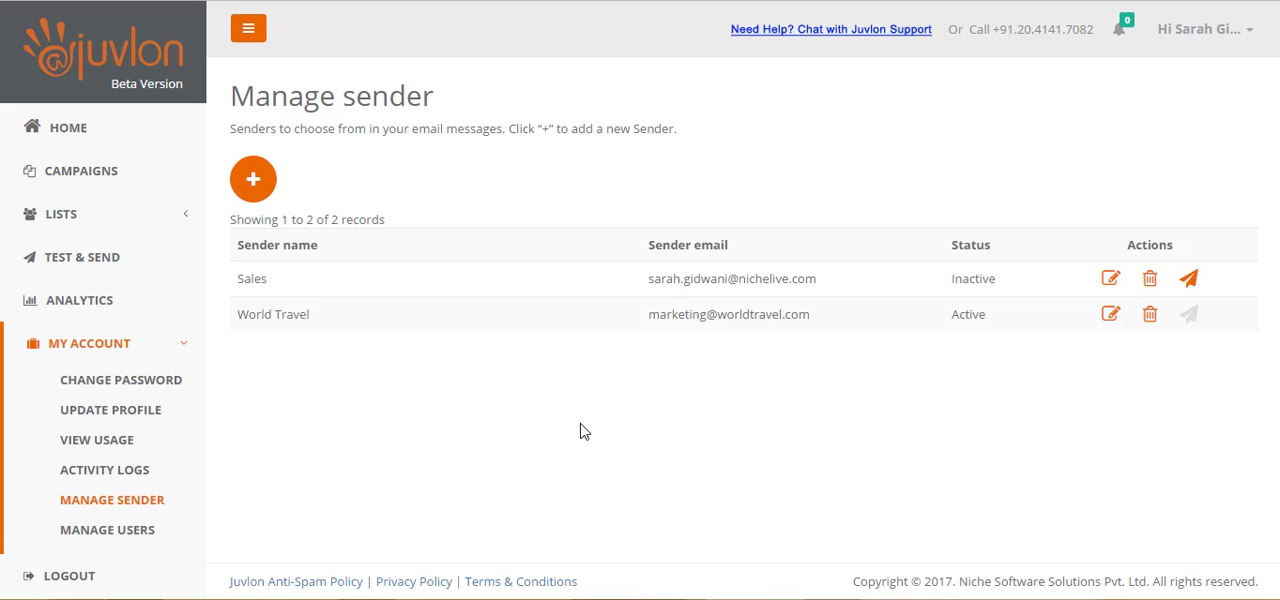 juvlon
Beta Version
Need Help? Chat with Juvlon Support
Or Call +91.20.4141.7082
0
Hi Sarah Gi...
HOME
CAMPAIGNS
LISTS
TEST & SEND
ANALYTICS
MY ACCOUNT
CHANGE PASSWORD
UPDATE PROFILE
VIEW USAGE
ACTIVITY LOGS
MANAGE SENDER
MANAGE USERS
LOGOUT
Manage sender
Senders to choose from in your email messages. Click “+” to add a new Sender.
+
Showing 1 to 2 of 2 records
Sender name Sender email Status Actions
Sales sarah.gidwani@nichelive.com Inactive
World Travel marketing@worldtravel.com Active
Juvlon Anti-Spam Policy | Privacy Policy | Terms & Conditions
Copyright © 2017. Niche Software Solutions Pvt. Ltd. All rights reserved.